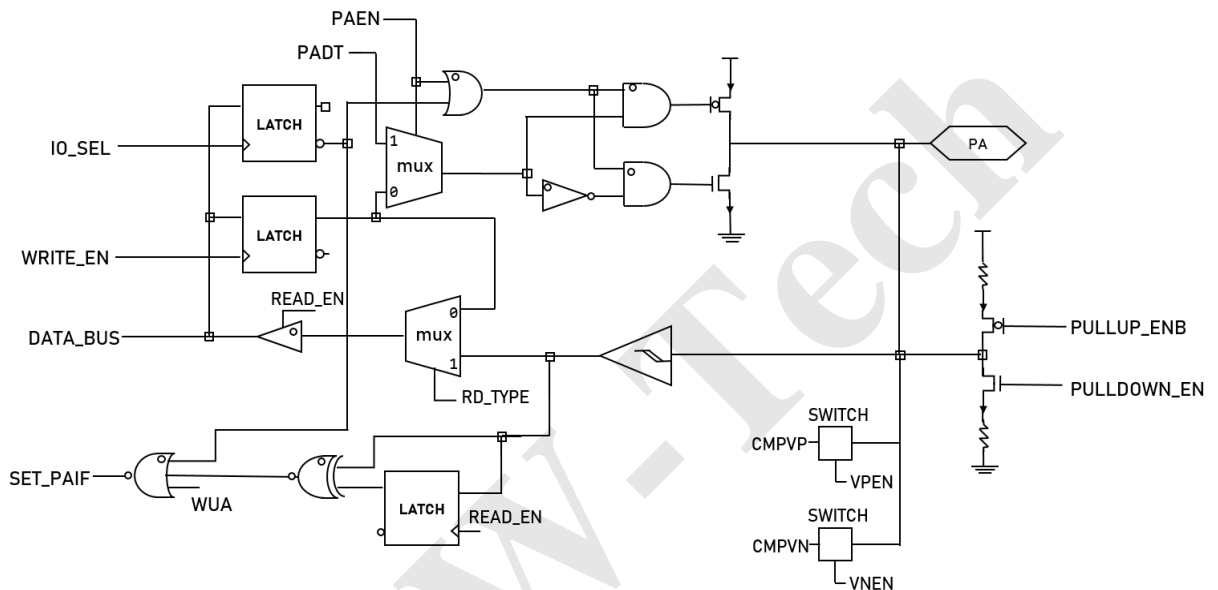 PAEN
PADT
LATCH
IO_SEL
1
mux
0
PA
LATCH
WRITE_EN
READ_EN
DATA_BUS
0
mux
1
RD_TYPE
PULLUP_ENB
PULLDOWN_EN
SWITCH
CMPVP
VPEN
SET_PAIF
WUA
LATCH
READ_EN
SWITCH
CMPVN
VNEN
W-Tech